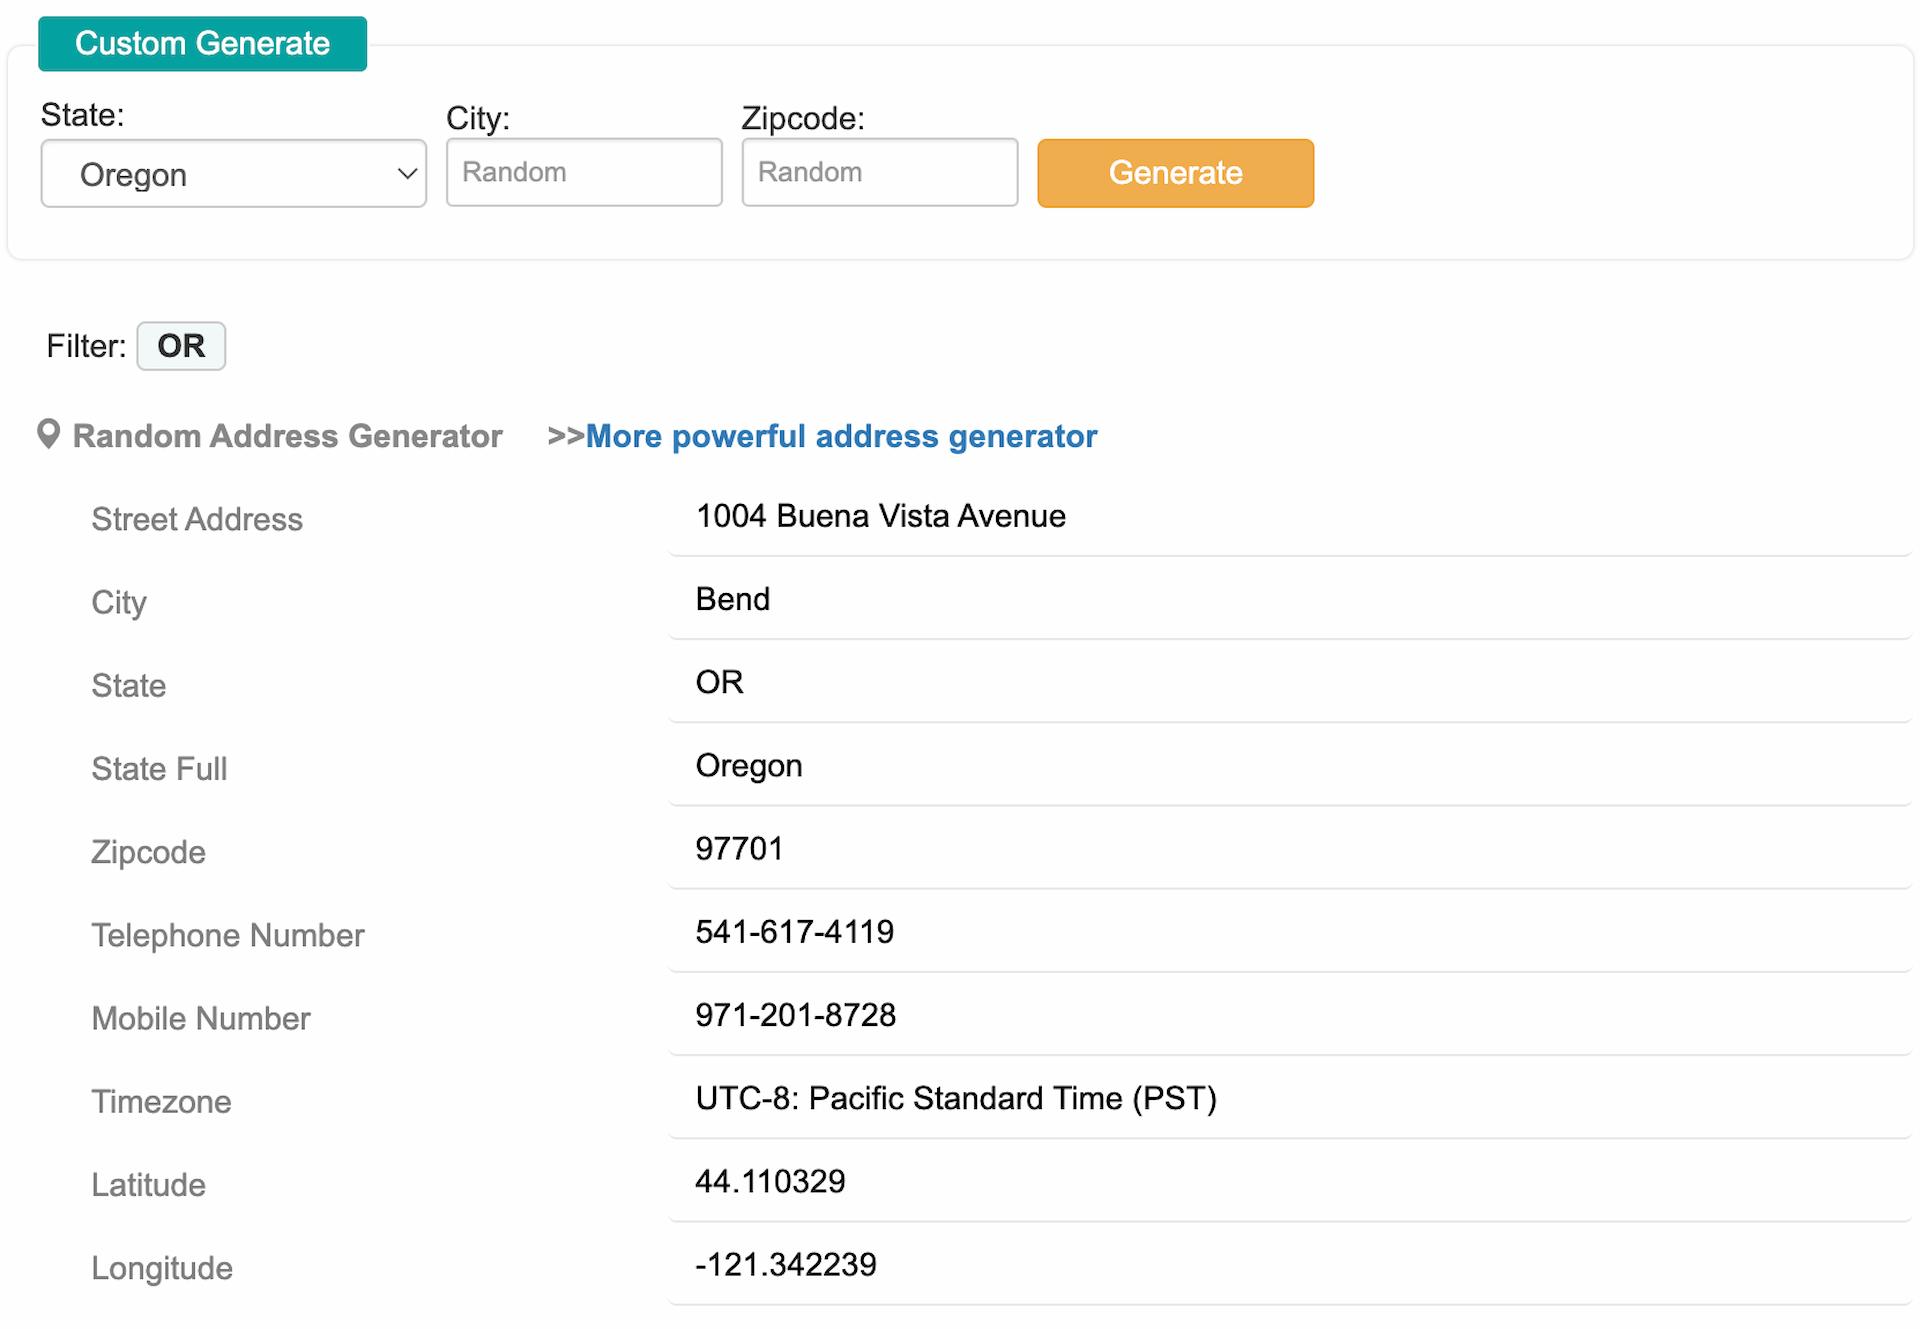 Custom Generate
State:
City:
Zipcode:
Oregon
Random
Random
Generate
Filter: OR
Random Address Generator >>More powerful address generator
Street Address 1004 Buena Vista Avenue
City Bend
State OR
State Full Oregon
Zipcode 97701
Telephone Number 541-617-4119
Mobile Number 971-201-8728
Timezone UTC-8: Pacific Standard Time (PST)
Latitude 44.110329
Longitude -121.342239